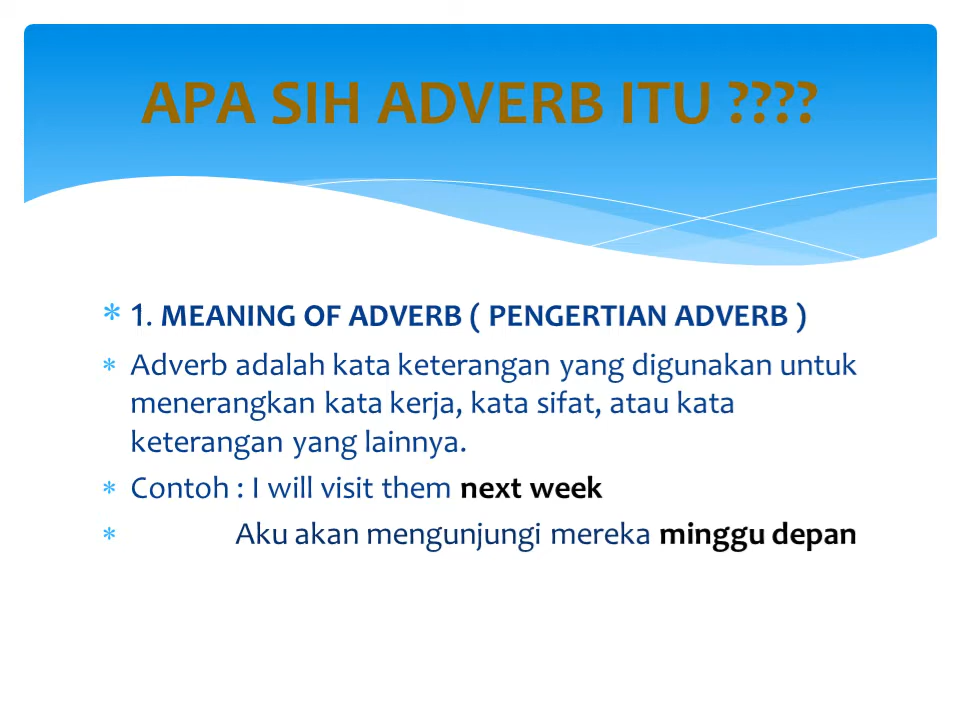 APA SIH ADVERB ITU ????
* 1. MEANING OF ADVERB ( PENGERTIAN ADVERB )
* Adverb adalah kata keterangan yang digunakan untuk
menerangkan kata kerja, kata sifat, atau kata
keterangan yang lainnya.
* Contoh : I will visit them next week
* Aku akan mengunjungi mereka minggu depan